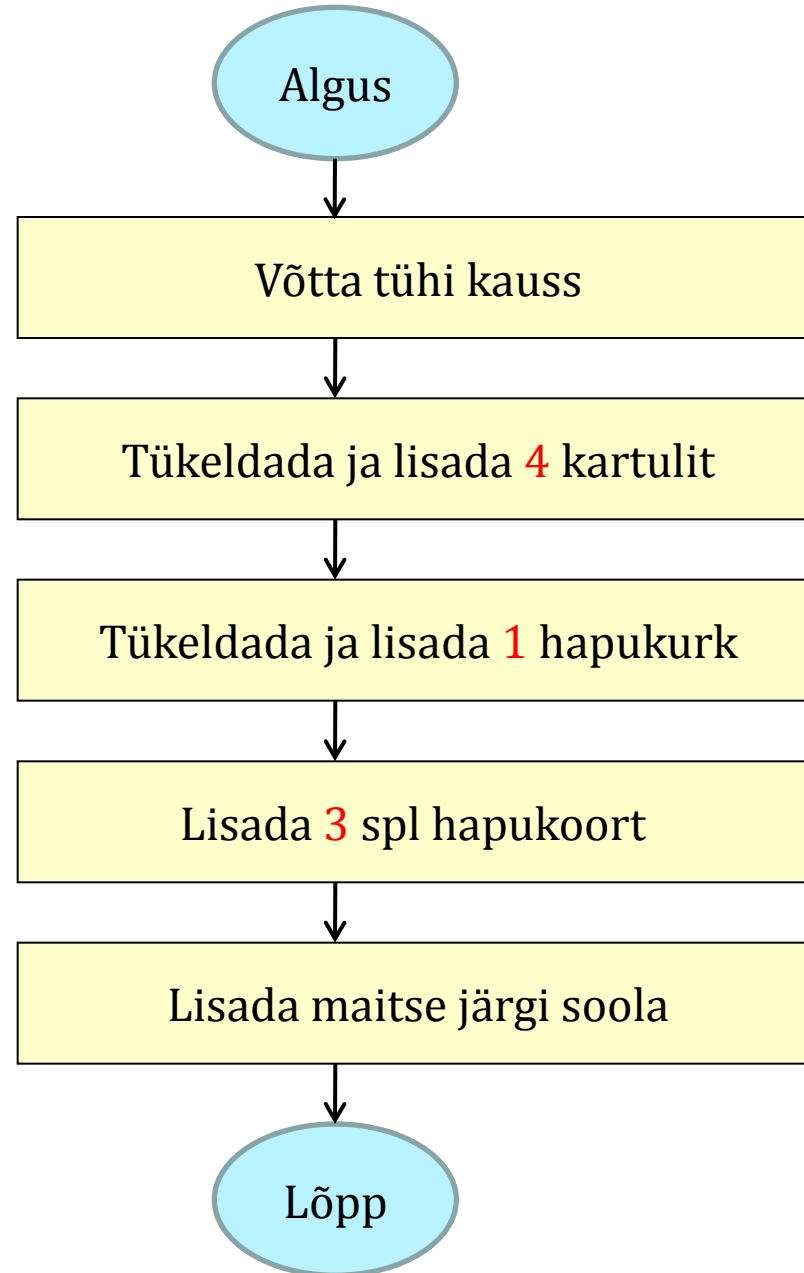 Algus
Võtta tühi kauss
Tükeldada ja lisada 4 kartulit
Tükeldada ja lisada 1 hapukurk
Lisada 3 spl hapukoort
Lisada maitse järgi soola
Lõpp